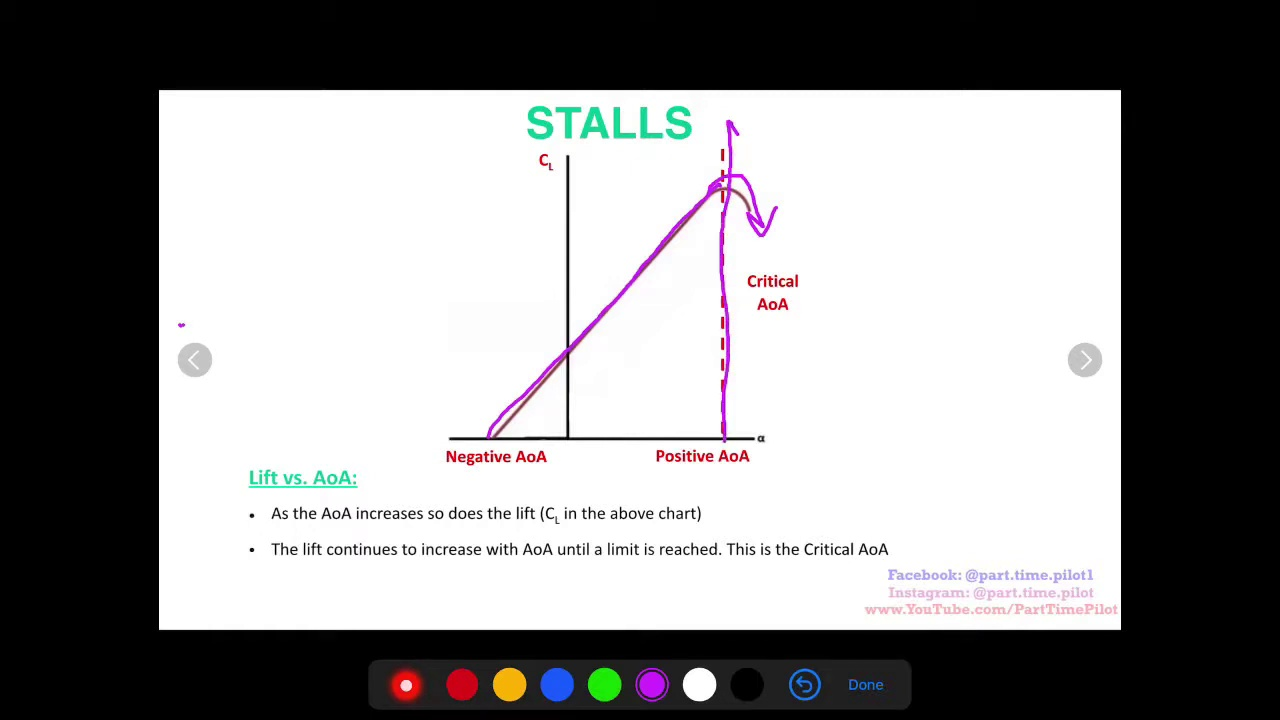 STALLS
CL
Critical
AoA
α
Negative AoA
Positive AoA
Lift vs. AoA:
• As the AoA increases so does the lift (CL in the above chart)
• The lift continues to increase with AoA until a limit is reached. This is the Critical AoA
Facebook: @part.time.pilot1
Instagram: @part.time.pilot
www.YouTube.com/PartTimePilot
Done